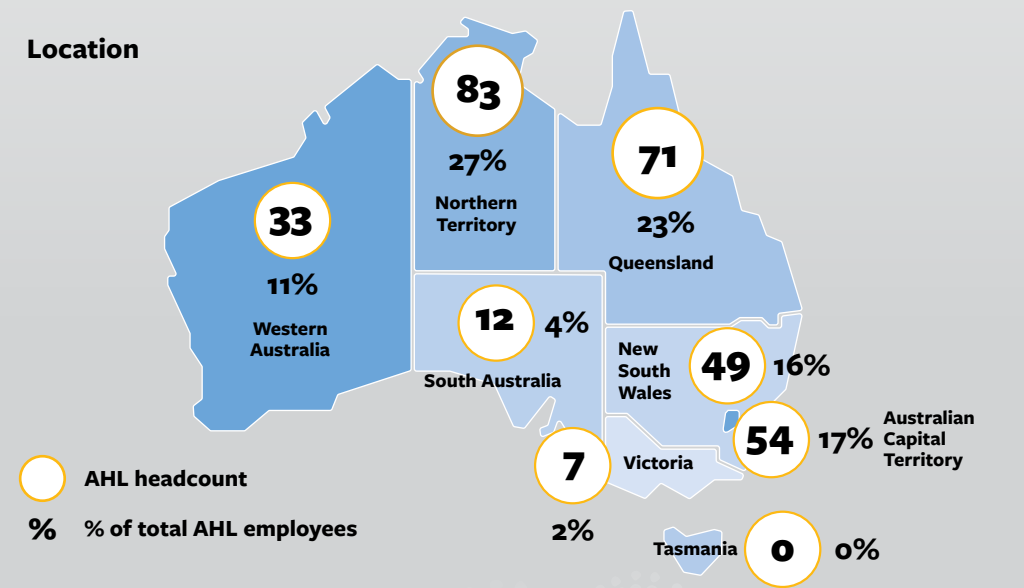 Location
83
27%
Northern
Territory
71
23%
Queensland
33
11%
Western
Australia
12
4%
South Australia
New
South
Wales
49
16%
54
17%
Australian
Capital
Territory
7
2%
Victoria
Tasmania
0
0%
AHL headcount
%
% of total AHL employees